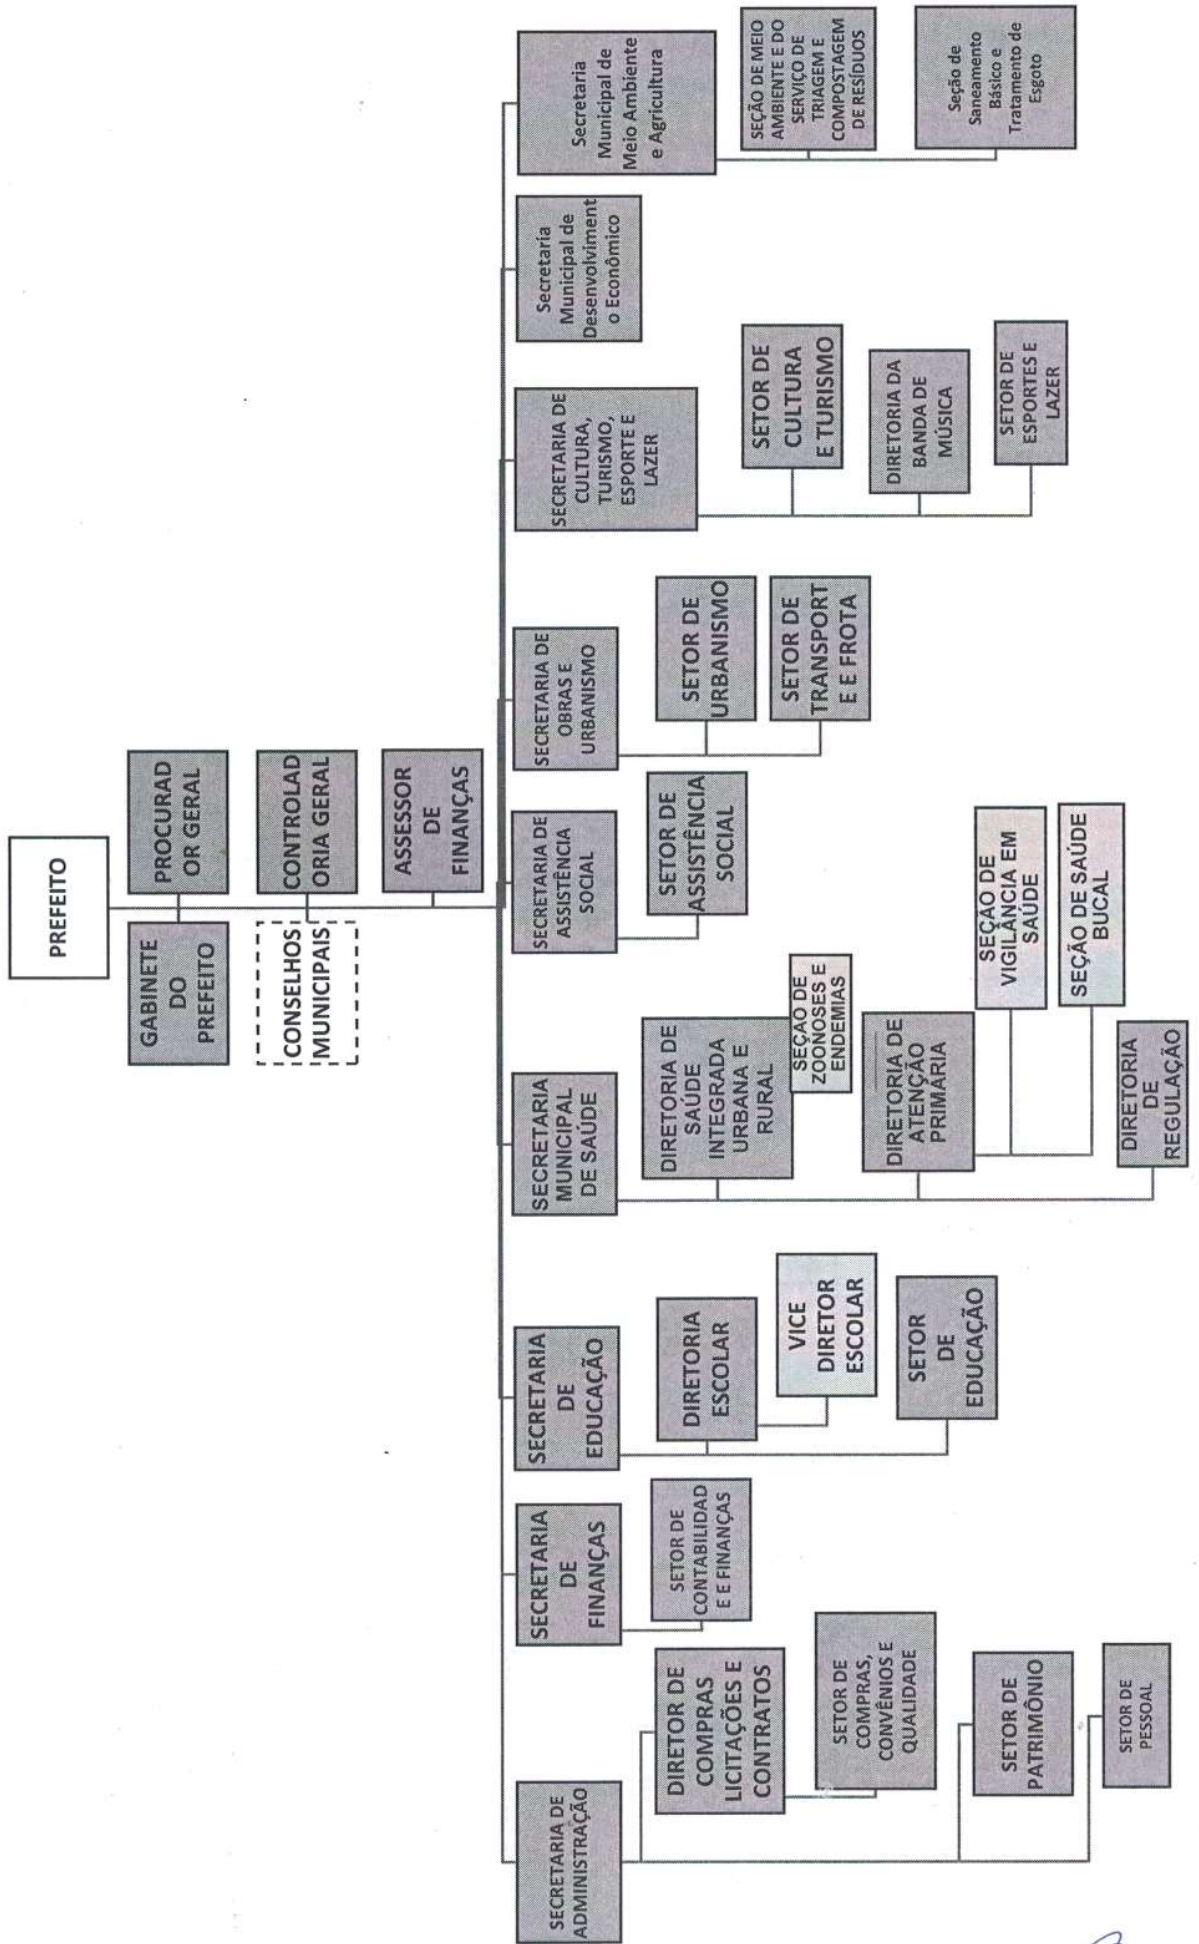 PREFEITO
GABINETE
DO
PREFEITO
PROCURAD
OR GERAL
CONSELHOS
MUNICIPAIS
CONTROLAD
ORIA GERAL
ASSESSOR
DE
FINANÇAS
SECRETARIA DE
ADMINISTRAÇÃO
DIRETOR DE
COMPRAS
LICITAÇÕES E
CONTRATOS
SETOR DE
COMPRAS,
CONVÊNIOS E
QUALIDADE
SETOR DE
PATRIMÔNIO
SETOR DE
PESSOAL
SECRETARIA
DE
FINANÇAS
SETOR DE
CONTABILIDAD
E E FINANÇAS
SECRETARIA
DE
EDUCAÇÃO
DIRETORIA
ESCOLAR
VICE
DIRETOR
ESCOLAR
SETOR
DE
EDUCAÇÃO
SECRETARIA
MUNICIPAL
DE SAÚDE
DIRETORIA DE
SAÚDE
INTEGRADA
URBANA E
RURAL
SEÇÃO DE
ZOONOSES E
ENDEMIAS
DIRETORIA DE
ATENÇÃO
PRIMÁRIA
SEÇÃO DE
VIGILÂNCIA EM
SAUDE
SEÇÃO DE SAÚDE
BUCAL
DIRETORIA
DE
REGULAÇÃO
SECRETARIA DE
ASSISTÊNCIA
SOCIAL
SETOR DE
ASSISTÊNCIA
SOCIAL
SECRETARIA DE
OBRAS E
URBANISMO
SETOR DE
URBANISMO
SETOR DE
TRANSPORT
E E FROTA
SECRETARIA DE
CULTURA,
TURISMO,
ESPORTE E
LAZER
SETOR DE
CULTURA
E TURISMO
DIRETORIA DA
BANDA DE
MÚSICA
SETOR DE
ESPORTES E
LAZER
Secretaria
Municipal de
Desenvolviment
o Econômico
Secretaria
Municipal de
Meio Ambiente
e Agricultura
SEÇÃO DE MEIO
AMBIENTE E DO
SERVIÇO DE
TRIAGEM E
COMPOSTAGEM
DE RESÍDUOS
Seção de
Saneamento
Básico e
Tratamento de
Esgoto